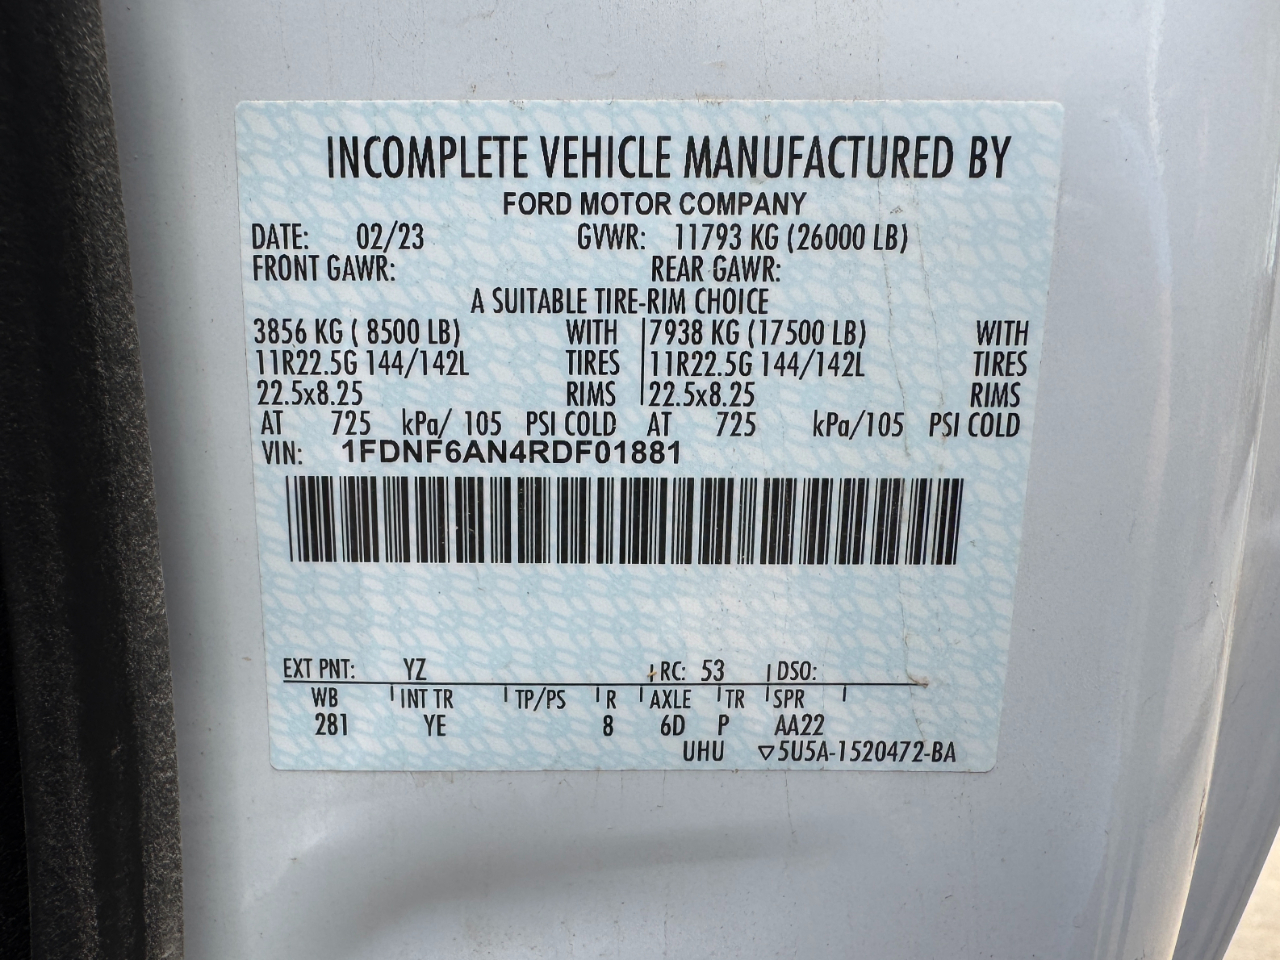 INCOMPLETE VEHICLE MANUFACTURED BY
FORD MOTOR COMPANY
DATE: 02/23 GVWR: 11793 KG (26000 LB)
FRONT GAWR: REAR GAWR:
A SUITABLE TIRE-RIM CHOICE
3856 KG ( 8500 LB) WITH 7938 KG (17500 LB) WITH
11R22.5G 144/142L TIRES 11R22.5G 144/142L TIRES
22.5x8.25 RIMS 22.5x8.25 RIMS
AT 725 kPa/ 105 PSI COLD AT 725 kPa/105 PSI COLD
VIN: 1FDNF6AN4RDF01881
EXT PNT: YZ RC: 53 DSO:
WB INT TR TP/PS R AXLE TR SPR
281 YE 8 6D P AA22
UHU ▽5U5A-1520472-BA